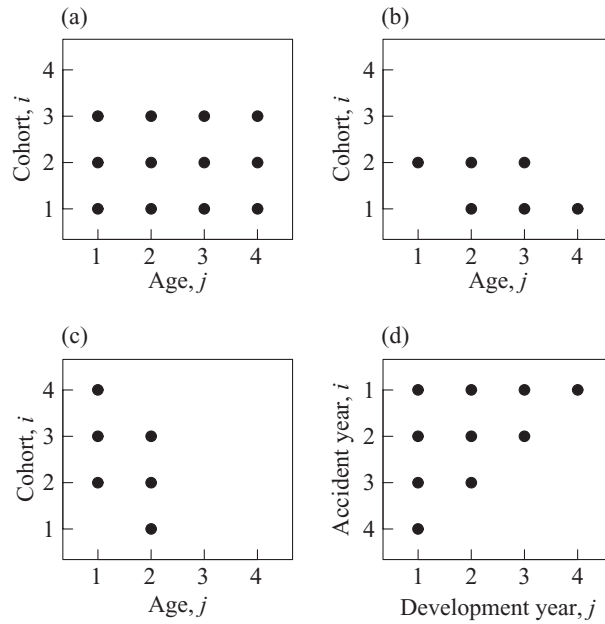 (a)
Cohort, i
4
3
2
1
1 2 3 4
Age, j
(b)
Cohort, i
4
3
2
1
1 2 3 4
Age, j
(c)
Cohort, i
4
3
2
1
1 2 3 4
Age, j
(d)
Accident year, i
1
2
3
4
1 2 3 4
Development year, j